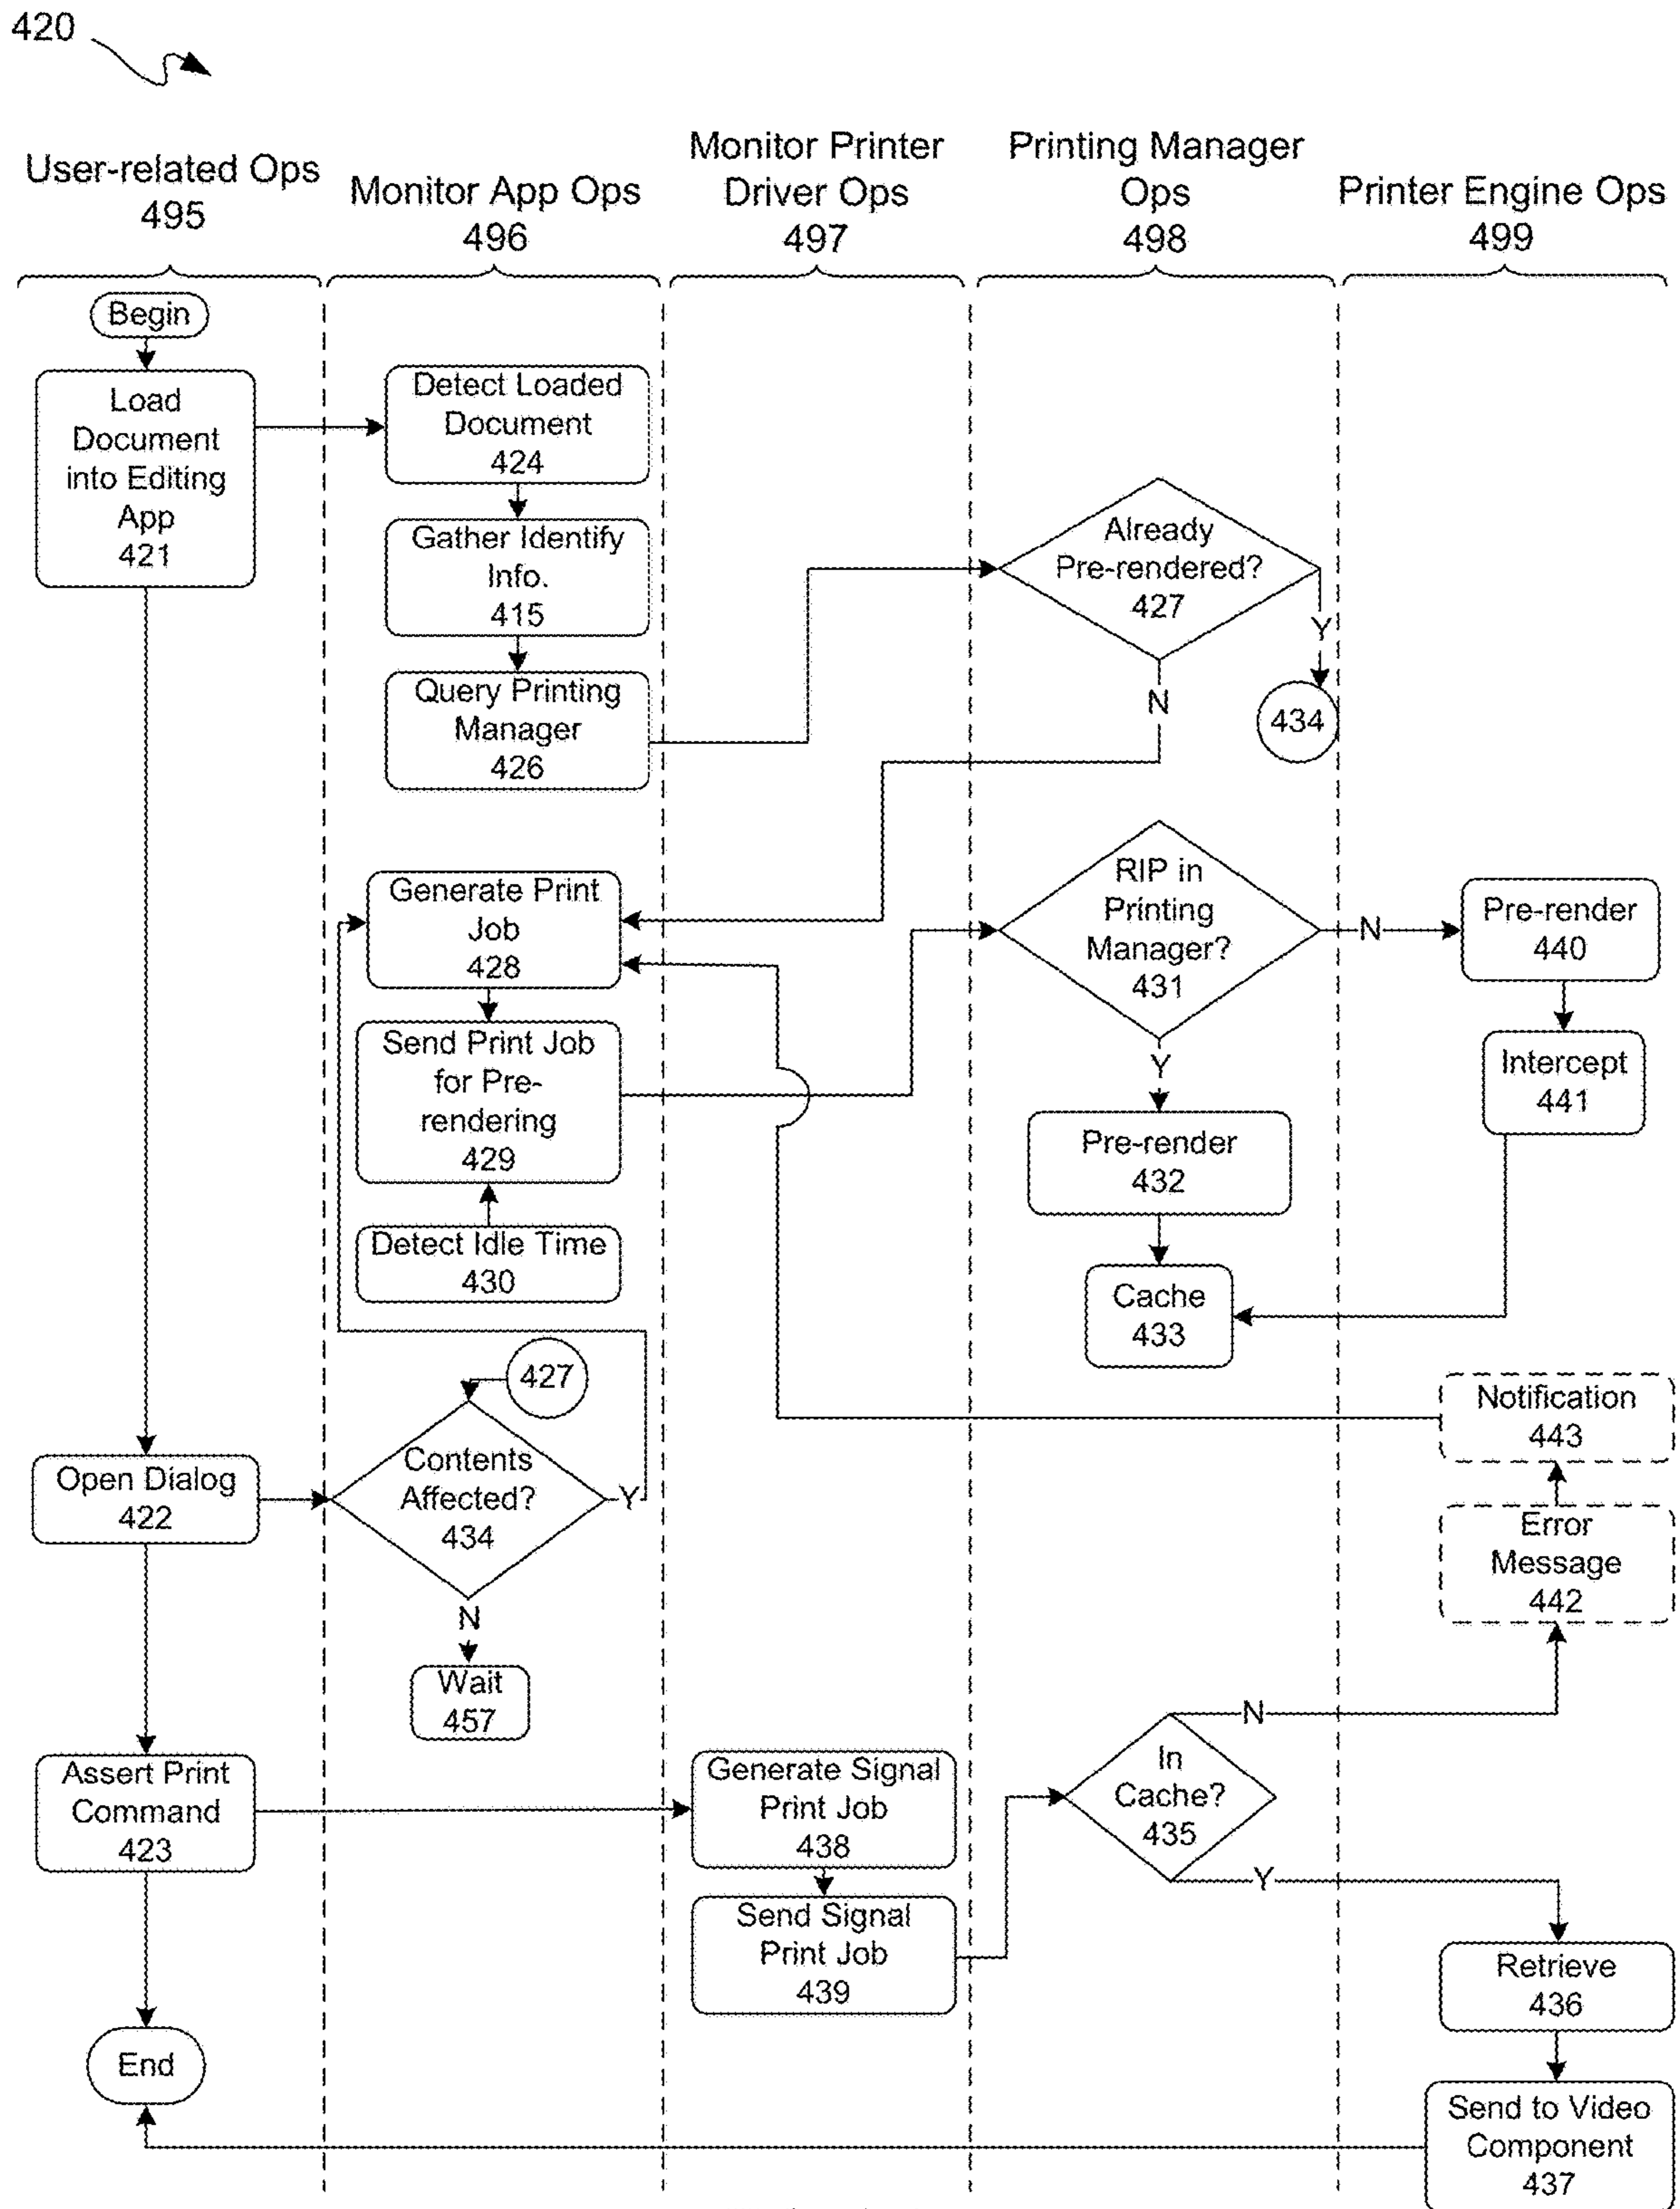 420
User-related Ops
495
Monitor App Ops
496
Monitor Printer
Driver Ops
497
Printing Manager
Ops
498
Printer Engine Ops
499
Begin
Load
Document
into Editing
App
421
Detect Loaded
Document
424
Gather Identify
Info.
415
Query Printing
Manager
426
Already
Pre-rendered?
427
Y
N
434
Generate Print
Job
428
Send Print Job
for Pre-
rendering
429
Detect Idle Time
430
RIP in
Printing
Manager?
431
N
Y
Pre-render
440
Intercept
441
Pre-render
432
Cache
433
427
Open Dialog
422
Contents
Affected?
434
Y
N
Wait
457
Notification
443
Error
Message
442
Assert Print
Command
423
Generate Signal
Print Job
438
Send Signal
Print Job
439
In
Cache?
435
N
Y
Retrieve
436
Send to Video
Component
437
End